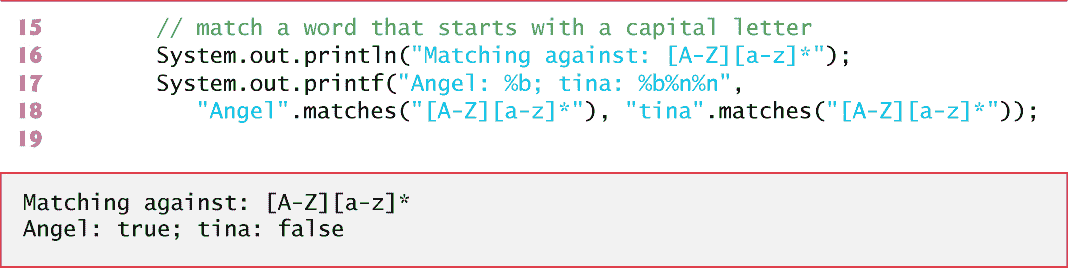 15 // match a word that starts with a capital letter
16 System.out.println("Matching against: [A-Z][a-z]*");
17 System.out.printf("Angel: %b; tina: %b%n%n",
18 "Angel".matches("[A-Z][a-z]*"), "tina".matches("[A-Z][a-z]*"));
19
Matching against: [A-Z][a-z]*
Angel: true; tina: false